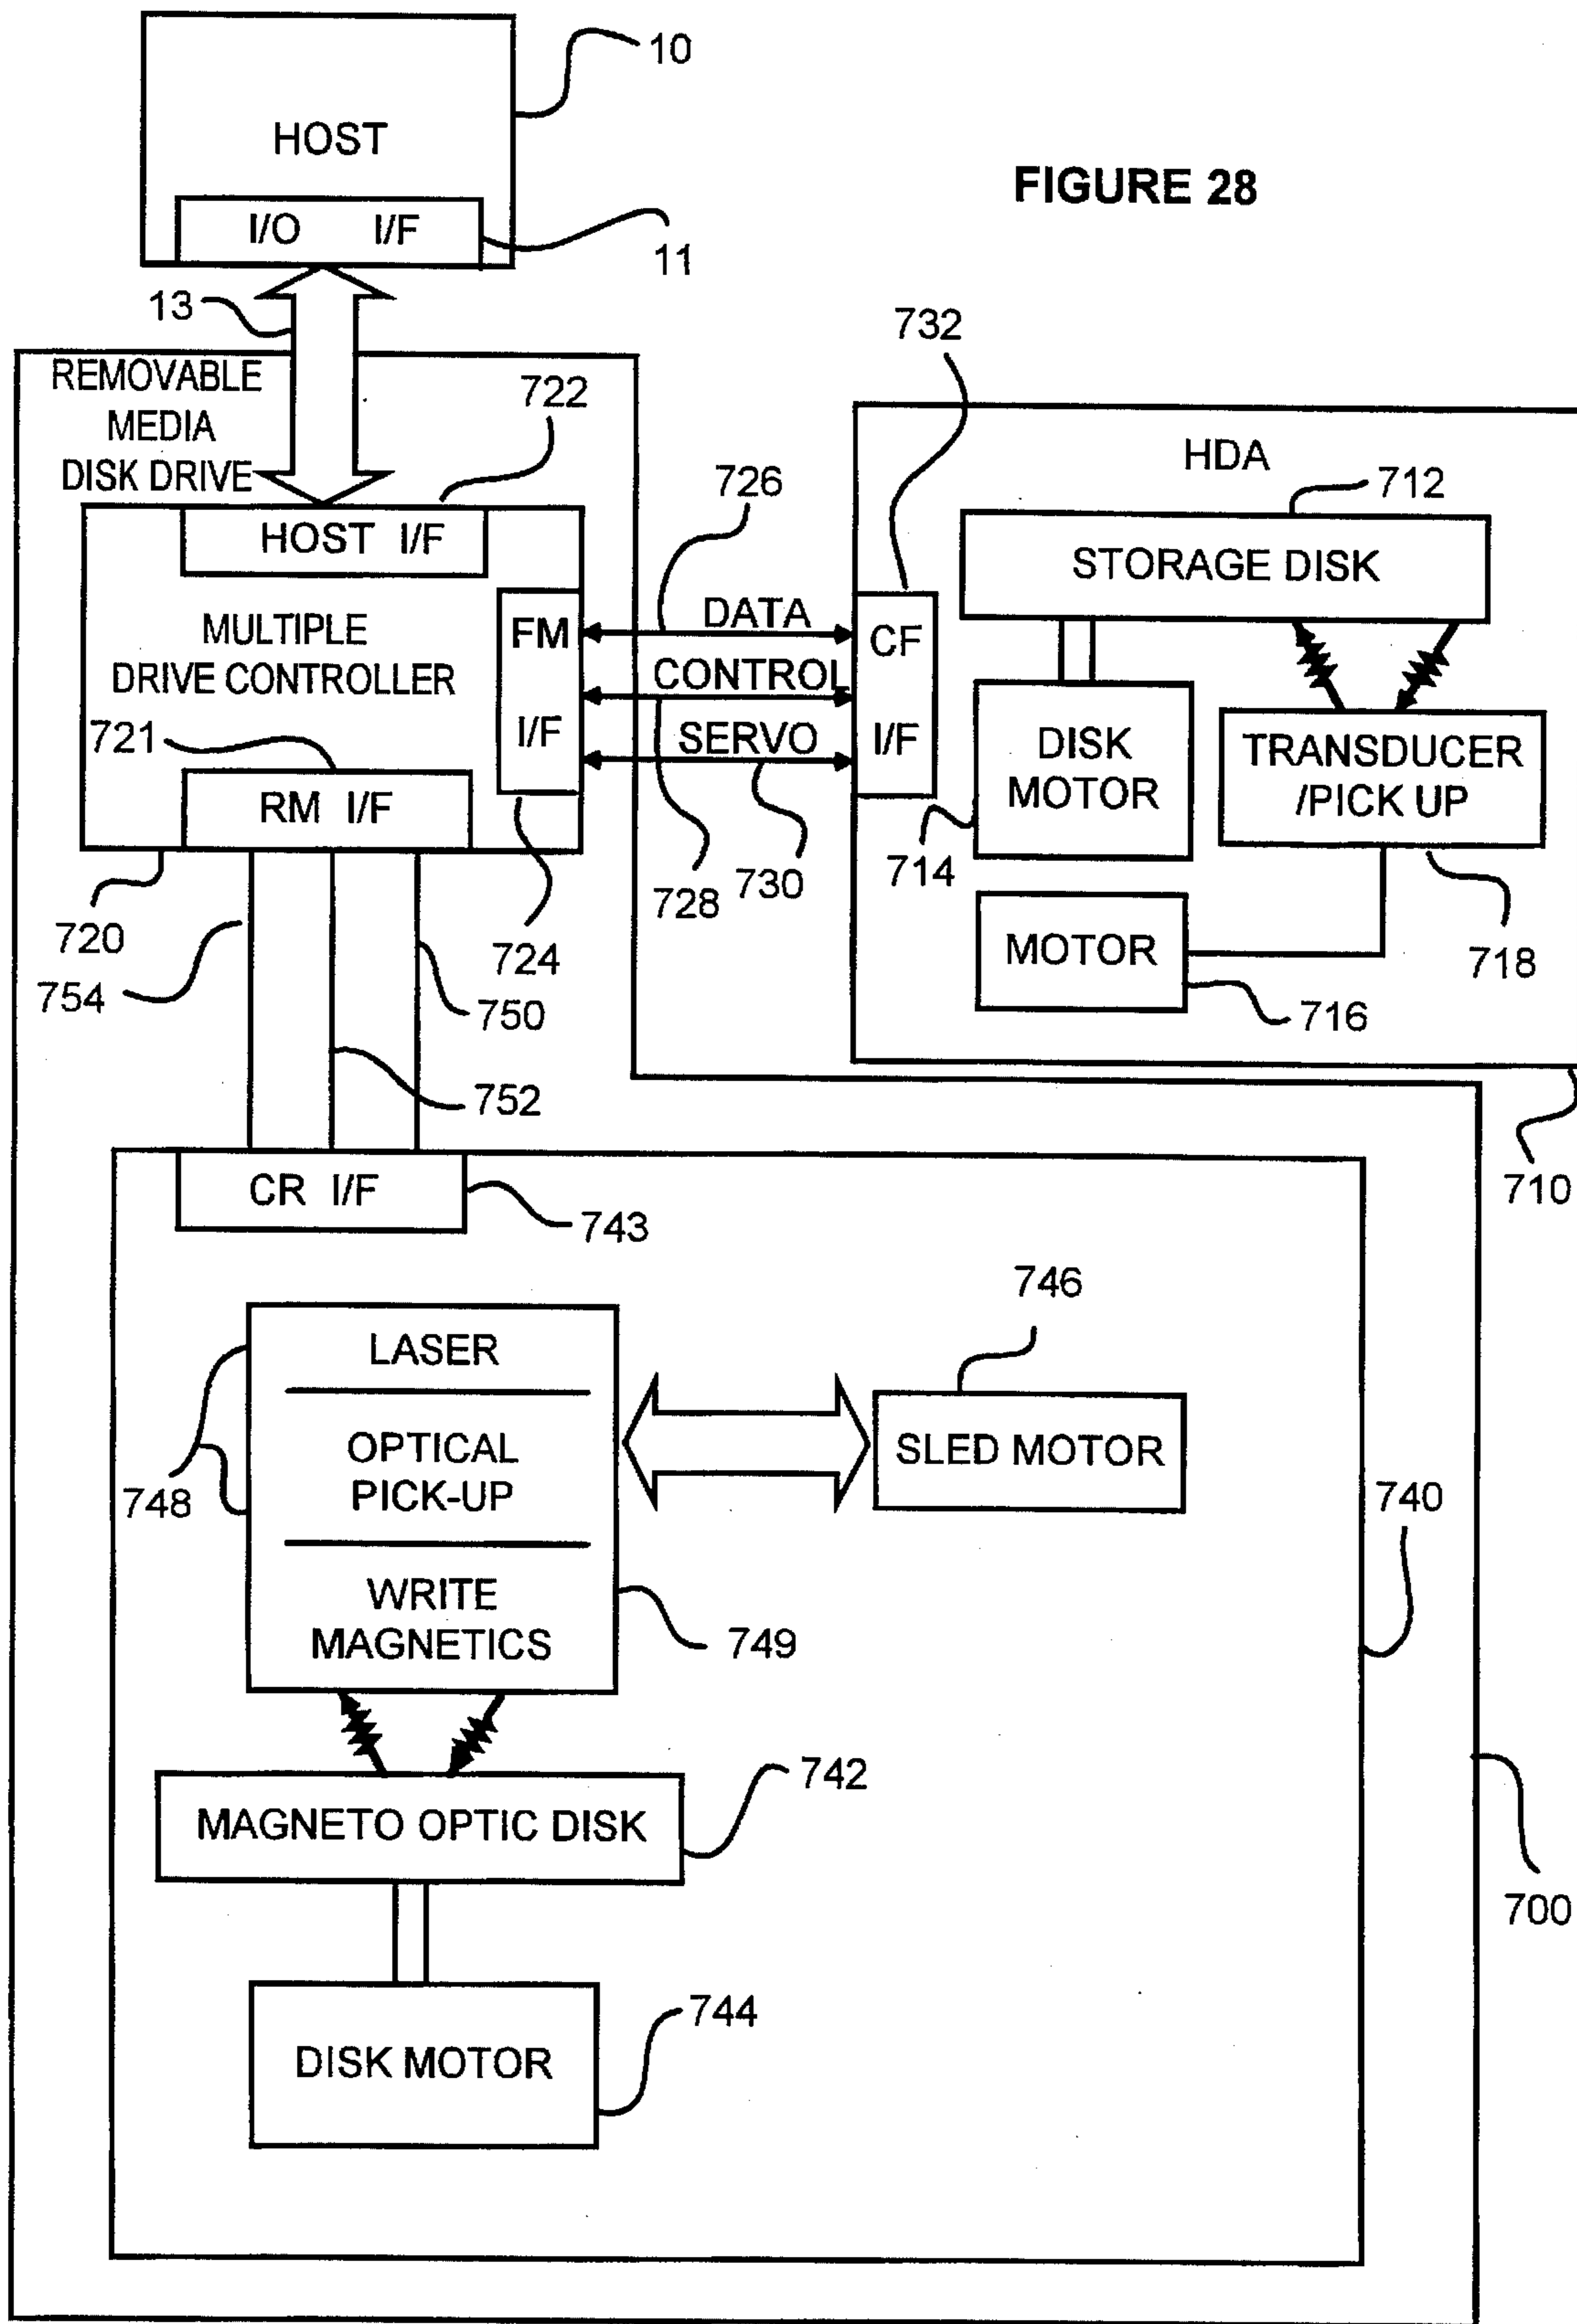 10
HOST
FIGURE 28
I/O I/F
11
13
732
REMOVABLE
MEDIA
DISK DRIVE
722
HDA
726
712
HOST I/F
STORAGE DISK
MULTIPLE
DRIVE CONTROLLER
FM
I/F
DATA
CONTROL
SERVO
CF
I/F
DISK
MOTOR
TRANSDUCER
/PICK UP
721
RM I/F
714
730
728
720
724
MOTOR
718
754
750
716
752
710
CR I/F
743
746
LASER
OPTICAL
PICK-UP
SLED MOTOR
748
740
WRITE
MAGNETICS
749
742
MAGNETO OPTIC DISK
700
744
DISK MOTOR